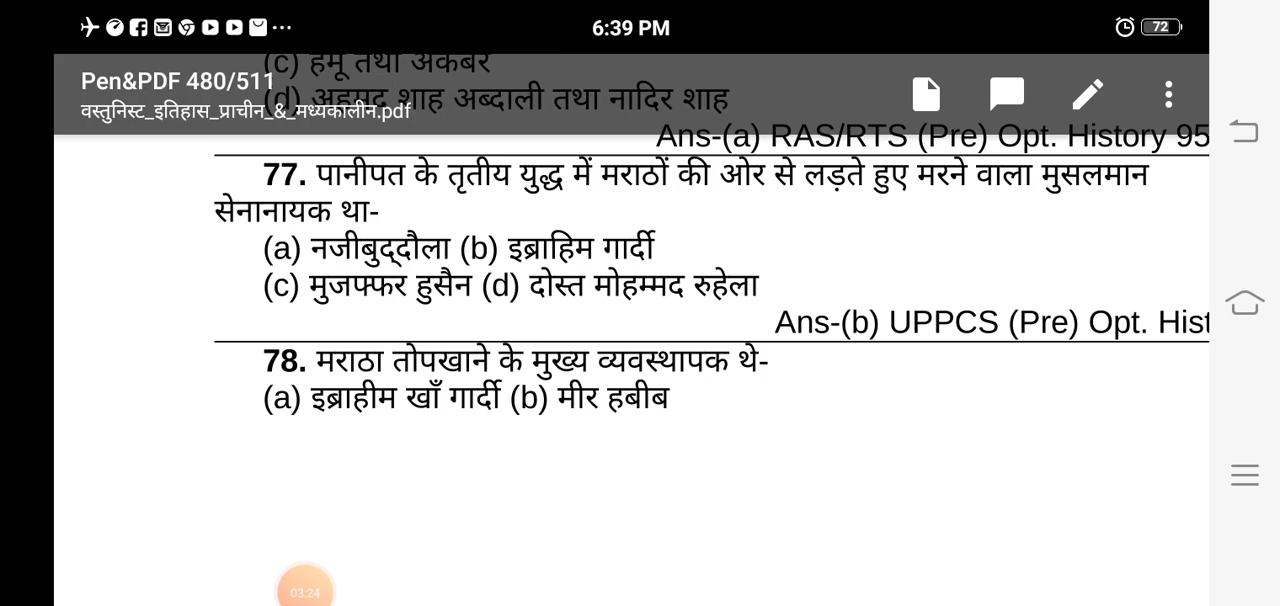 6:39 PM
72
(c) हेमू तथा अकबर
Pen&PDF 480/511
(d) अहमद शाह अब्दाली तथा नादिर शाह
वस्तुनिस्ट_इतिहास_प्राचीन_&_मध्यकालीन.pdf
Ans-(a) RAS/RTS (Pre) Opt. History 95
77. पानीपत के तृतीय युद्ध में मराठों की ओर से लड़ते हुए मरने वाला मुसलमान
सेनानायक था-
(a) नजीबुद्दौला (b) इब्राहिम गार्दी
(c) मुजफ्फर हुसैन (d) दोस्त मोहम्मद रुहेला
Ans-(b) UPPCS (Pre) Opt. Hist
78. मराठा तोपखाने के मुख्य व्यवस्थापक थे-
(a) इब्राहीम खाँ गार्दी (b) मीर हबीब
03:24